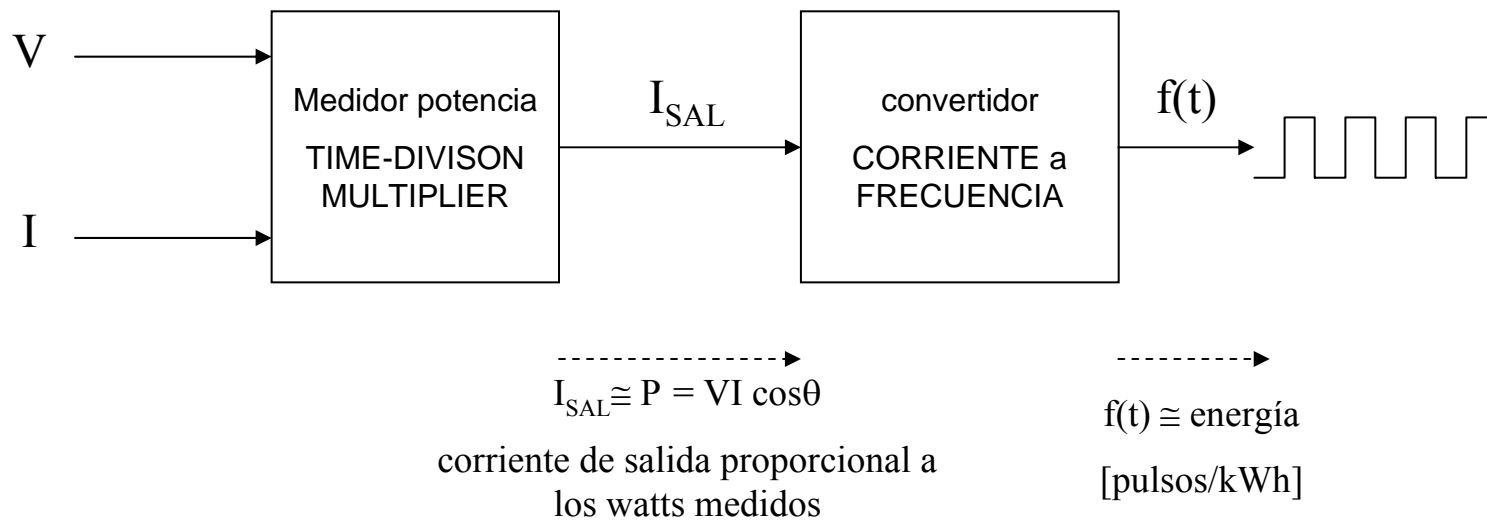 V
I
Medidor potencia
TIME-DIVISON
MULTIPLIER
I_SAL
convertidor
CORRIENTE a
FRECUENCIA
f(t)
I_SAL ≅ P = VI cosθ
corriente de salida proporcional a
los watts medidos
f(t) ≅ energía
[pulsos/kWh]